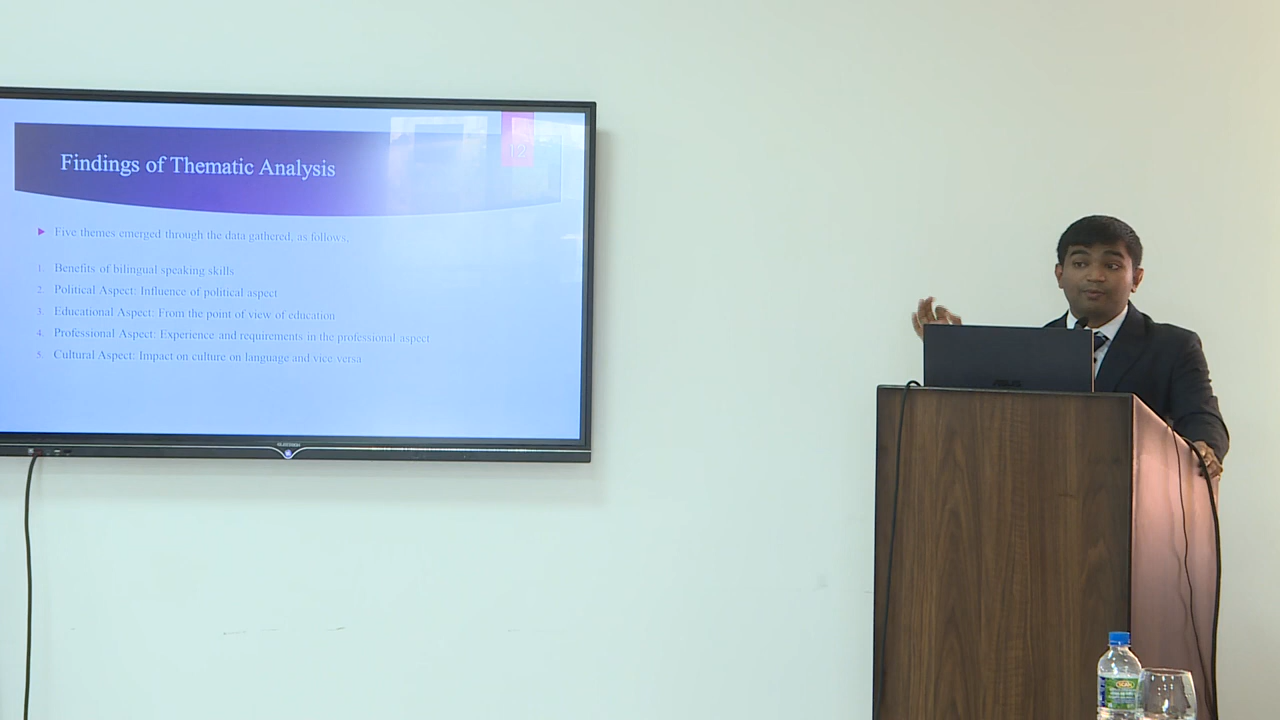 12
Findings of Thematic Analysis
Five themes emerged through the data gathered, as follows,
1. Benefits of bilingual speaking skills
2. Political Aspect: Influence of political aspect
3. Educational Aspect: From the point of view of education
4. Professional Aspect: Experience and requirements in the professional aspect
5. Cultural Aspect: Impact on culture on language and vice versa
ASUS